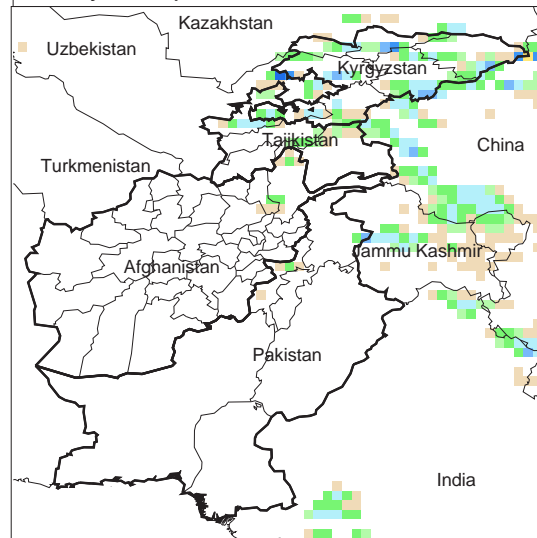 Kazakhstan
Uzbekistan
Kyrgyzstan
Tajikistan
China
Turkmenistan
Jammu Kashmir
Afghanistan
Pakistan
India